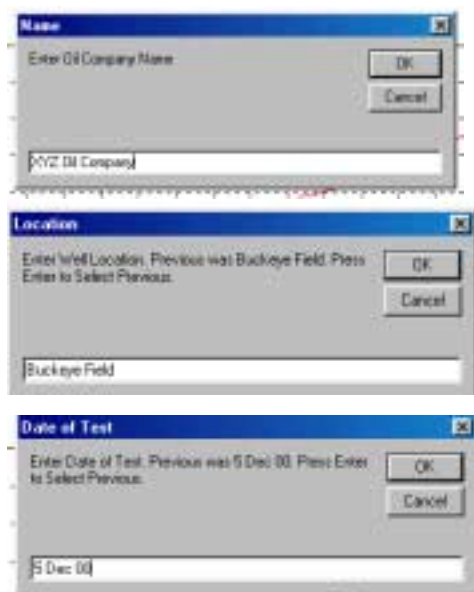 Name
Enter Oil Company Name
OK
Cancel
XYZ Oil Company
Location
Enter Well Location. Previous was Buckeye Field. Press
Enter to Select Previous.
OK
Cancel
Buckeye Field
Date of Test
Enter Date of Test. Previous was 5 Dec 00. Press Enter
to Select Previous.
OK
Cancel
5 Dec 00